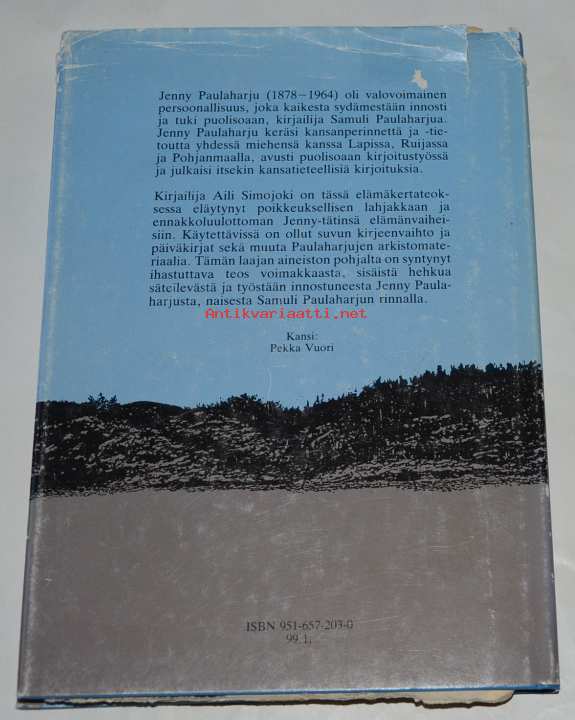 Jenny Paulaharju (1878–1964) oli valovoimainen
persoonallisuus, joka kaikesta sydämestään innosti
ja tuki puolisoaan, kirjailija Samuli Paulaharjua.
Jenny Paulaharju keräsi kansanperinnettä ja -tie-
toutta yhdessä miehensä kanssa Lapissa, Ruijassa
ja Pohjanmaalla, avusti puolisoaan kirjoitustyössä
ja julkaisi itsekin kansatieteellisiä kirjoituksia.
Kirjailija Aili Simojoki on tässä elämäkertateok-
sessa eläytynyt poikkeuksellisen lahjakkaan ja
ennakkoluulottoman Jenny-tätinsä elämänvaihei-
siin. Käytettävissä on ollut suvun kirjeenvaihto ja
päiväkirjat sekä muuta Paulaharjujen arkistomate-
riaalia. Tämän laajan aineiston pohjalta on syntynyt
ihastuttava teos voimakkaasta, sisäistä hehkua
säteilevästä ja työstään innostuneesta Jenny Paula-
harjusta, naisesta Samuli Paulaharjun rinnalla.
Antikvariaatti.net
Kansi:
Pekka Vuori
ISBN 951-657-203-0
99.1.